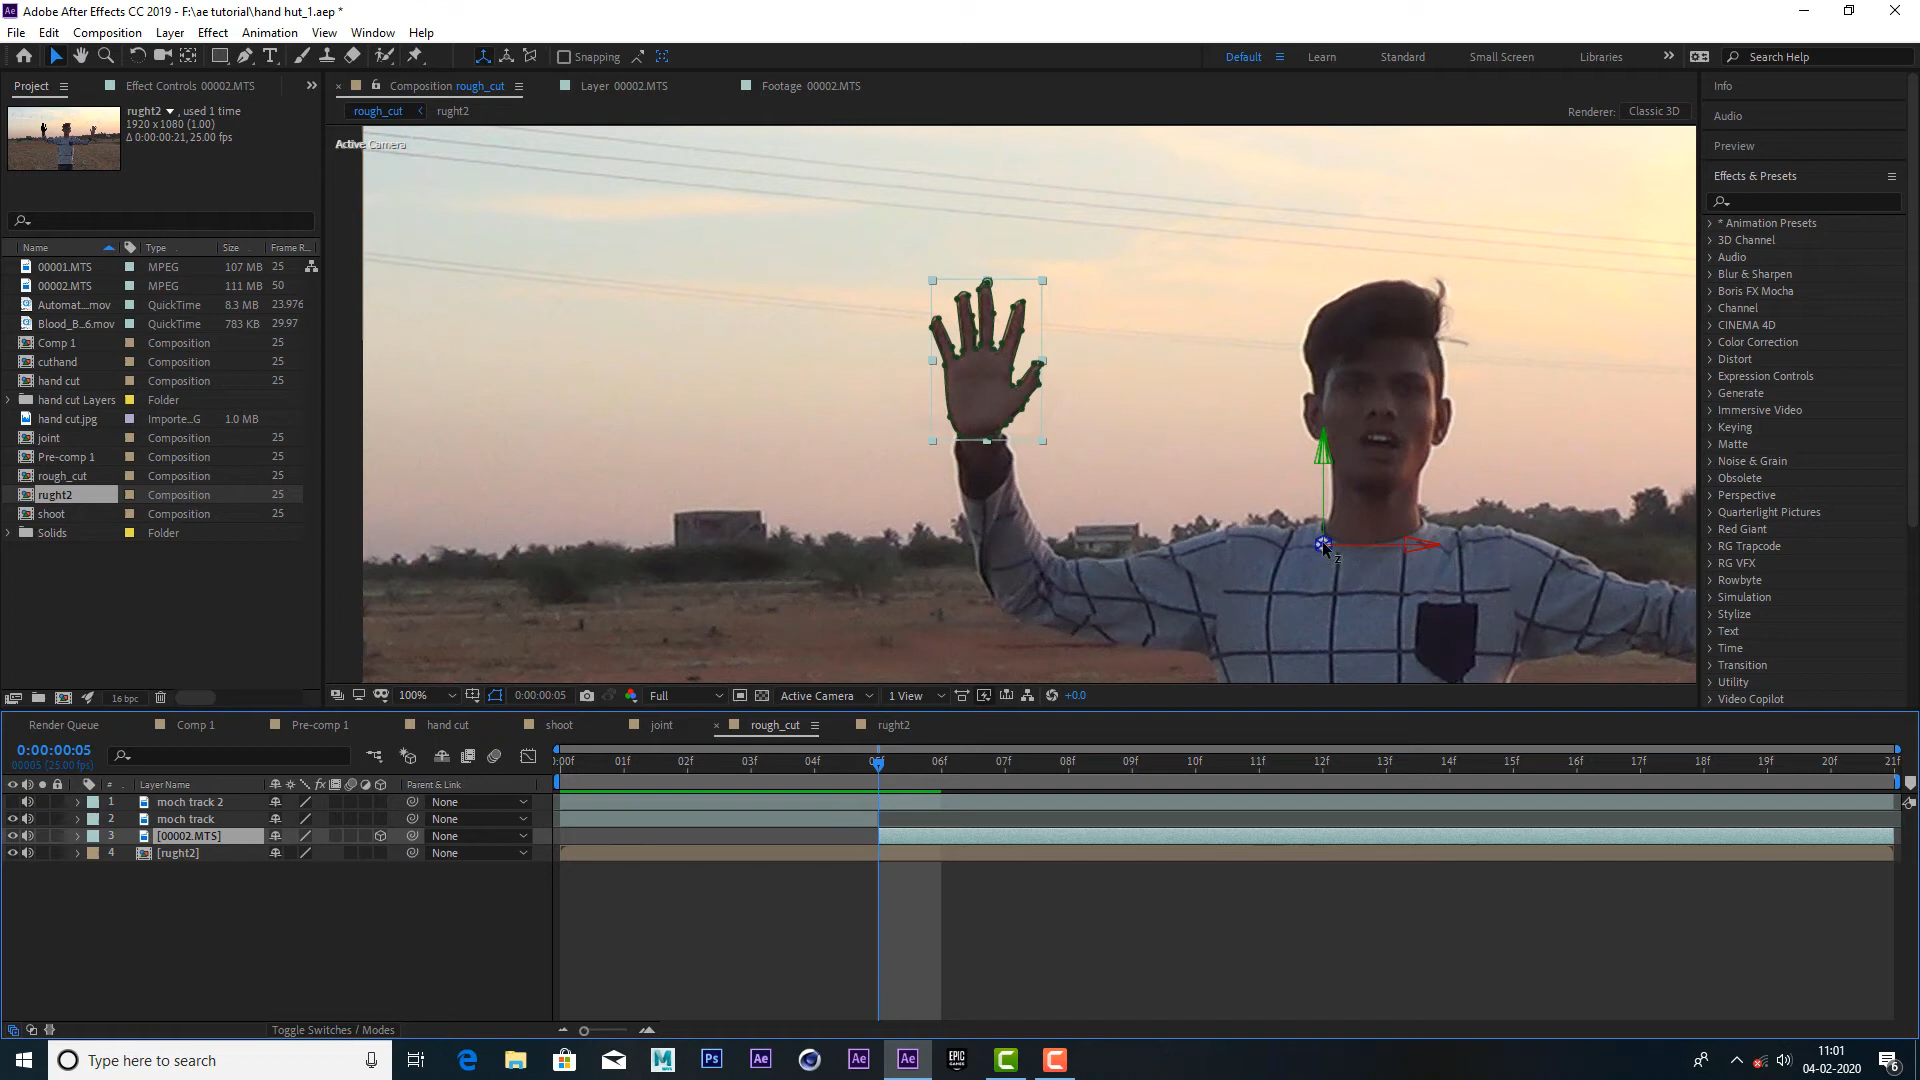 Adobe After Effects CC 2019 - F:\ae tutorial\hand hut_1.aep *
File Edit Composition Layer Effect Animation View Window Help
Snapping
Default Learn Standard Small Screen Libraries Search Help
Project Effect Controls 00002.MTS
Composition rough_cut Layer 00002.MTS Footage 00002.MTS
rught2 , used 1 time
1920 x 1080 (1.00)
Δ 0:00:00:21, 25.00 fps
rough_cut rught2
Renderer: Classic 3D
Active Camera
Name Type Size Frame R...
00001.MTS MPEG 107 MB 25
00002.MTS MPEG 111 MB 50
Automat....mov QuickTime 8.3 MB 23.976
Blood_B...6.mov QuickTime 783 KB 29.97
Comp 1 Composition 25
cuthand Composition 25
hand cut Composition 25
hand cut Layers Folder
hand cut.jpg Importe...G 1.0 MB
joint Composition 25
Pre-comp 1 Composition 25
rough_cut Composition 25
rught2 Composition 25
shoot Composition 25
Solids Folder
16 bpc
z
100% 0:00:00:05 Full Active Camera 1 View +0.0
Info
Audio
Preview
Effects & Presets
* Animation Presets
3D Channel
Audio
Blur & Sharpen
Boris FX Mocha
Channel
CINEMA 4D
Color Correction
Distort
Expression Controls
Generate
Immersive Video
Keying
Matte
Noise & Grain
Obsolete
Perspective
Quarterlight Pictures
Red Giant
RG Trapcode
RG VFX
Rowbyte
Simulation
Stylize
Text
Time
Transition
Utility
Video Copilot
Render Queue Comp 1 Pre-comp 1 hand cut shoot joint rough_cut rught2
0:00:00:05
00005 (25.00 fps)
):00f 01f 02f 03f 04f 05f 06f 07f 08f 09f 10f 11f 12f 13f 14f 15f 16f 17f 18f 19f 20f 21f
# Layer Name Parent & Link
1 moch track 2 None
2 moch track None
3 [00002.MTS] None
4 [rught2] None
Toggle Switches / Modes
Type here to search
11:01
04-02-2020
6